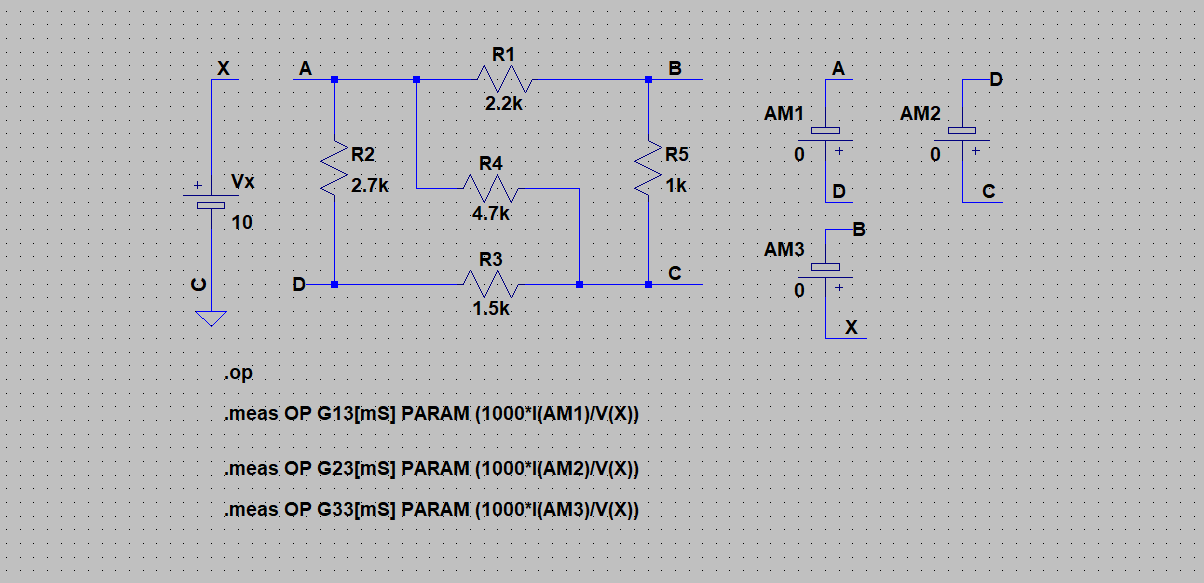 X
A
R1
2.2k
B
A
D
AM1
0
+
D
AM2
0
+
C
R2
2.7k
R4
4.7k
R5
1k
+
Vx
10
C
D
R3
1.5k
C
B
AM3
0
+
X
.op
.meas OP G13[mS] PARAM (1000*I(AM1)/V(X))
.meas OP G23[mS] PARAM (1000*I(AM2)/V(X))
.meas OP G33[mS] PARAM (1000*I(AM3)/V(X))